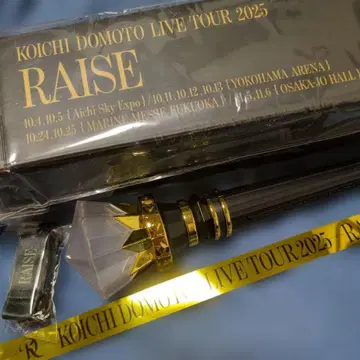 KOICHI DOMOTO LIVE TOUR 2025
RAISE
10.4,10.5 [Aichi Sky Expo] / 10.11, 10.12, 10.13 [YOKOHAMA ARENA]
10.24,10.25 [MARINE MESSE FUKUOKA] / 11.5,11.6 [OSAKA-JO HALL
RAISE
R KOICHI DOMOTO LIVE TOUR 2025 / RA